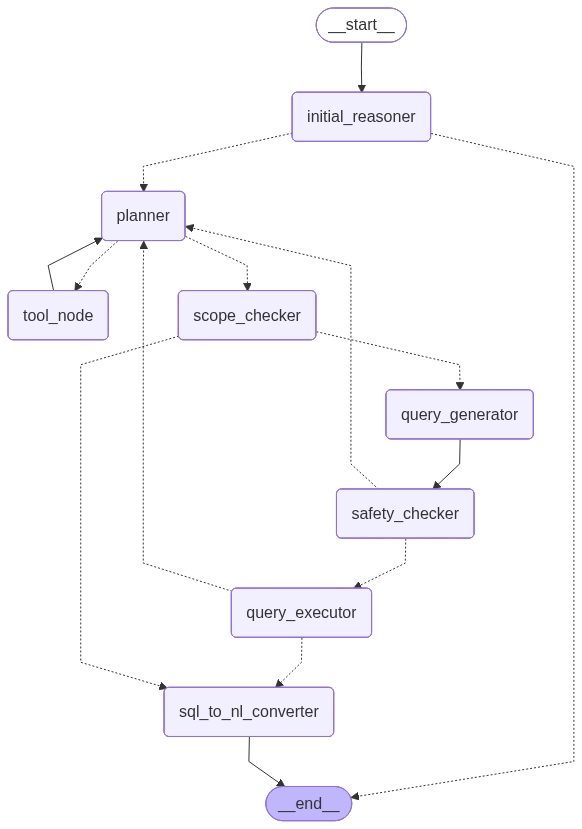 __start__
initial_reasoner
planner
tool_node
scope_checker
query_generator
safety_checker
query_executor
sql_to_nl_converter
__end__